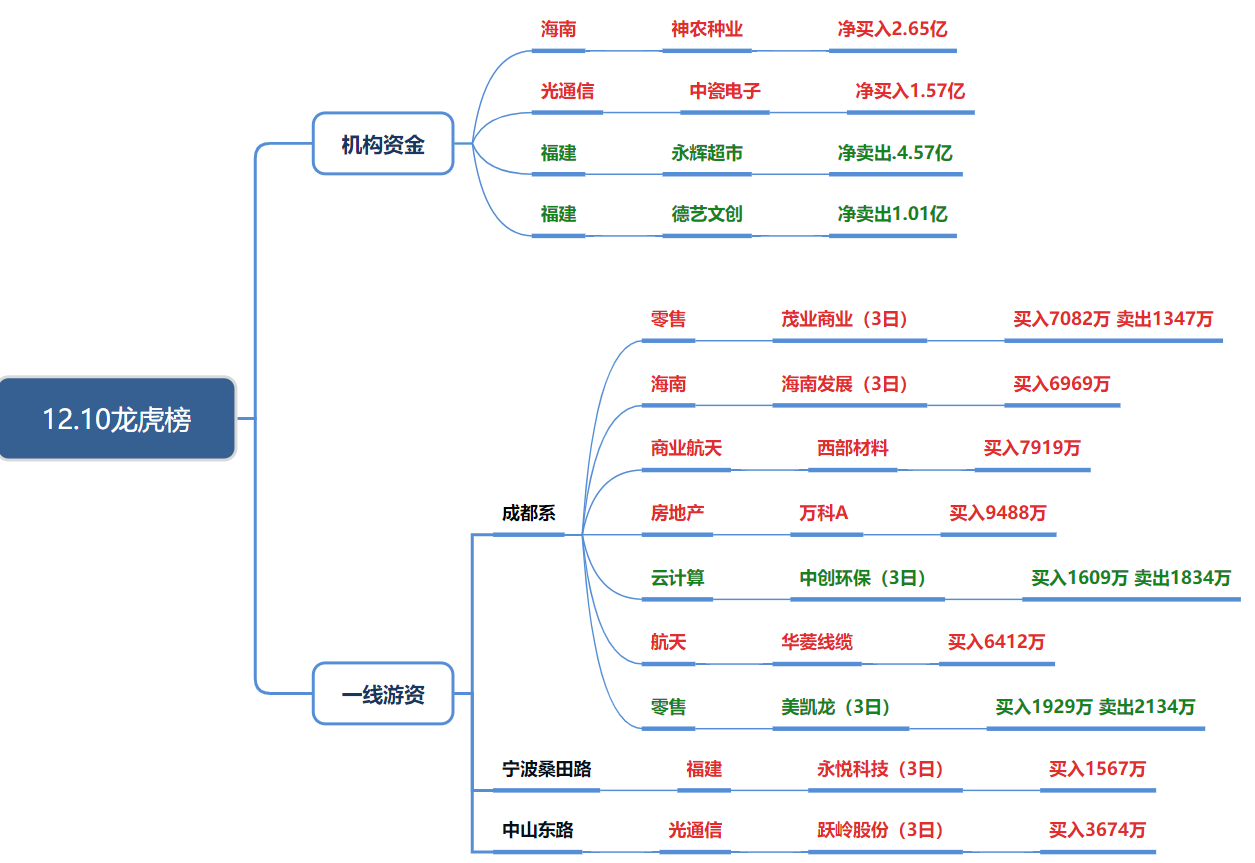 12.10龙虎榜
机构资金
海南 神农种业 净买入2.65亿
光通信 中瓷电子 净买入1.57亿
福建 永辉超市 净卖出.4.57亿
福建 德艺文创 净卖出1.01亿
一线游资
成都系
零售 茂业商业（3日） 买入7082万 卖出1347万
海南 海南发展（3日） 买入6969万
商业航天 西部材料 买入7919万
房地产 万科A 买入9488万
云计算 中创环保（3日） 买入1609万 卖出1834万
航天 华菱线缆 买入6412万
零售 美凯龙（3日） 买入1929万 卖出2134万
宁波桑田路 福建 永悦科技（3日） 买入1567万
中山东路 光通信 跃岭股份（3日） 买入3674万